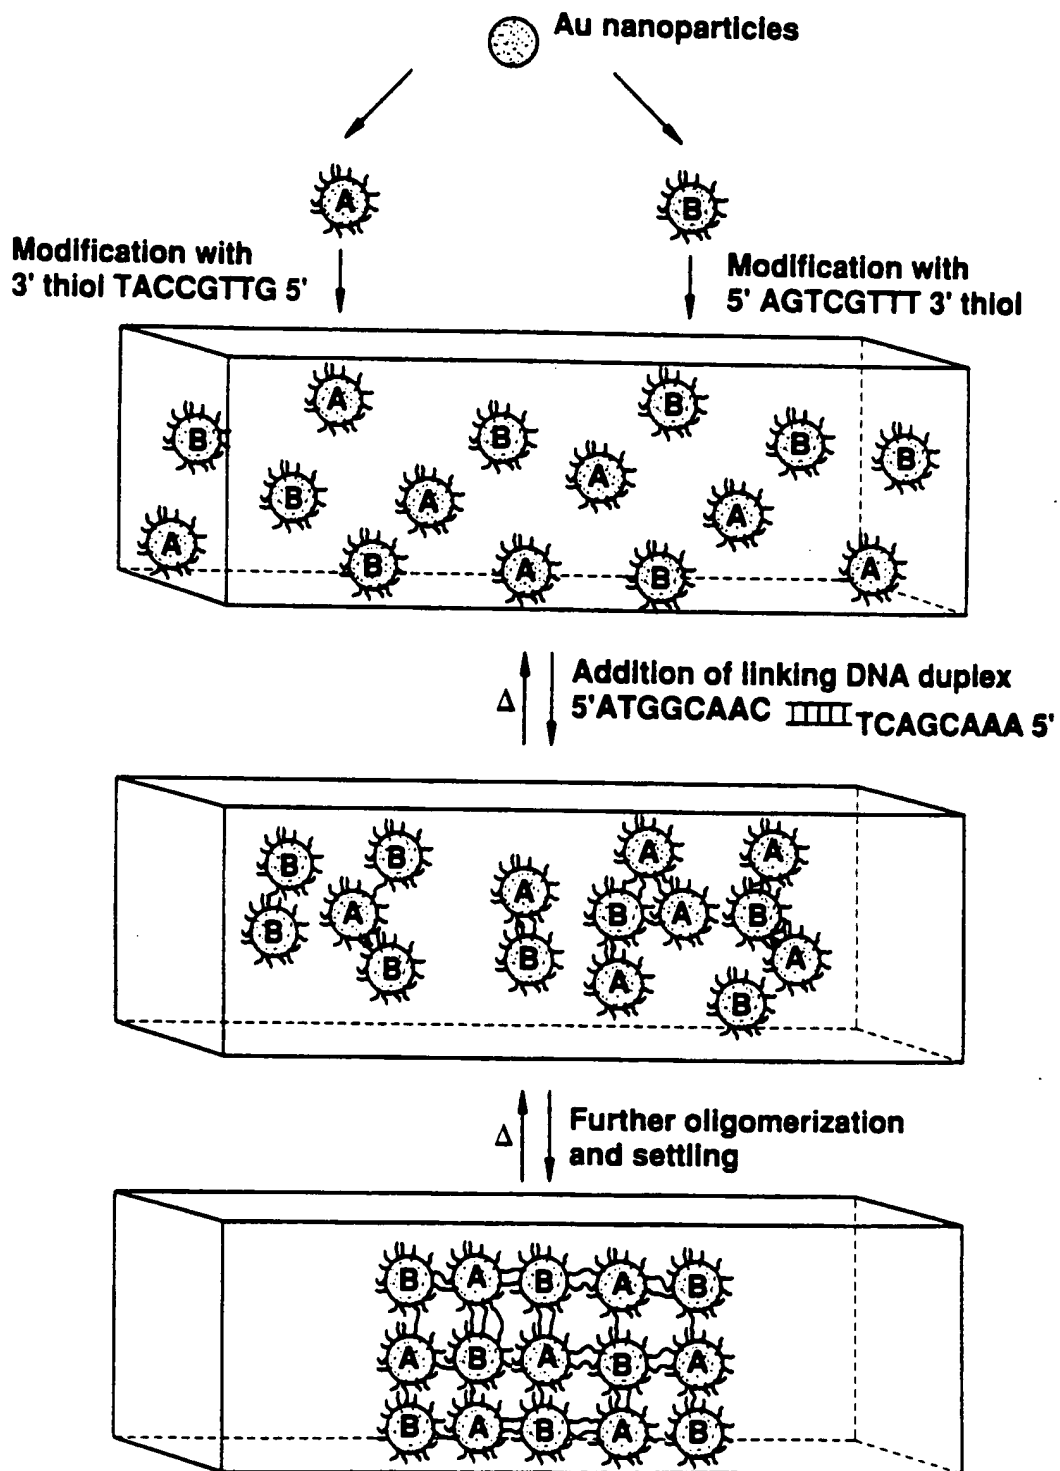 Au nanoparticles
A
B
Modification with
3' thiol TACCGTTG 5'
Modification with
5' AGTCGTTT 3' thiol
A
B
B
B
B
B
A
B
A
A
A
B
A
B
A
Δ
Addition of linking DNA duplex
5'ATGGCAAC
TCAGCAAA 5'
B
B
A
A
A
B
A
B
A
B
B
B
A
A
B
Δ
Further oligomerization
and settling
B A B A B
A B A B A
B A B A B